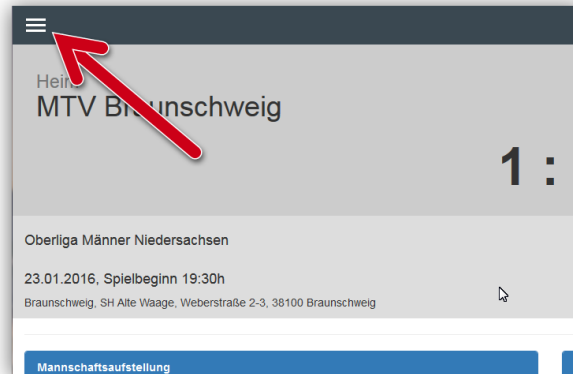 Heim
MTV Braunschweig
1 :
Oberliga Männer Niedersachsen
23.01.2016, Spielbeginn 19:30h
Braunschweig, SH Alte Waage, Weberstraße 2-3, 38100 Braunschweig
Mannschaftsaufstellung